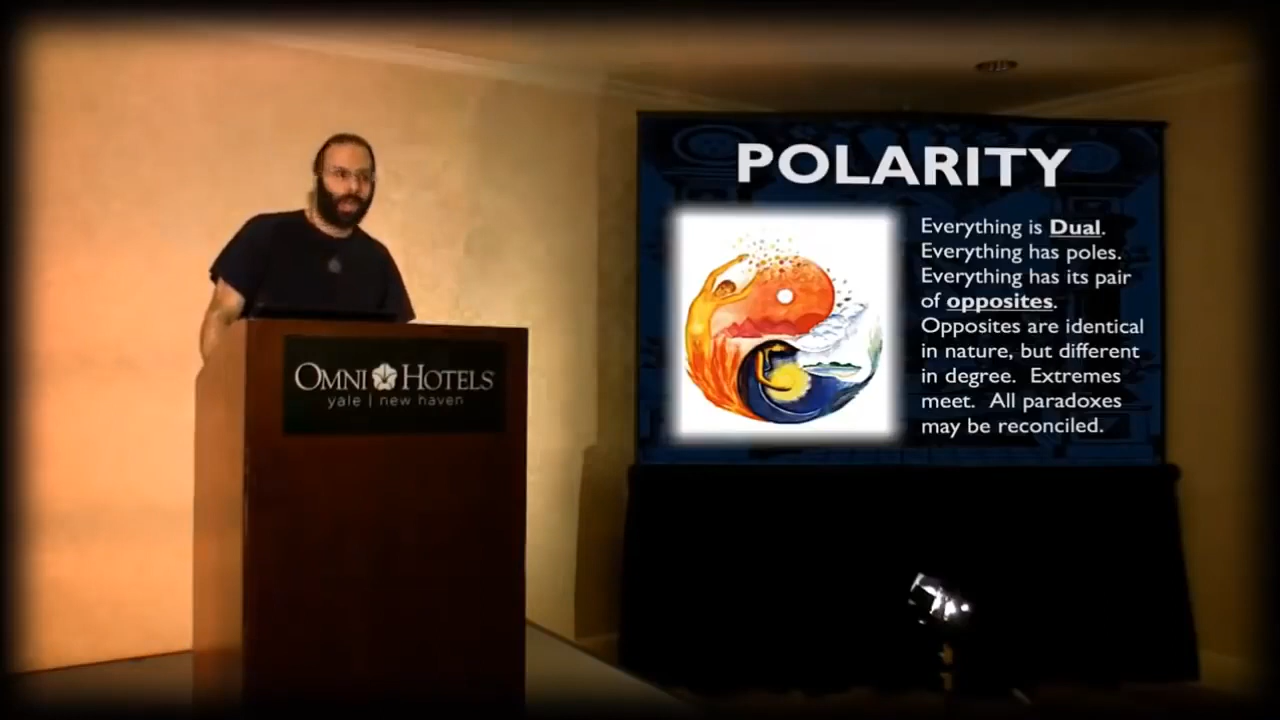 OMNI HOTELS
yale | new haven
POLARITY
Everything is Dual.
Everything has poles.
Everything has its pair
of opposites.
Opposites are identical
in nature, but different
in degree.  Extremes
meet.  All paradoxes
may be reconciled.